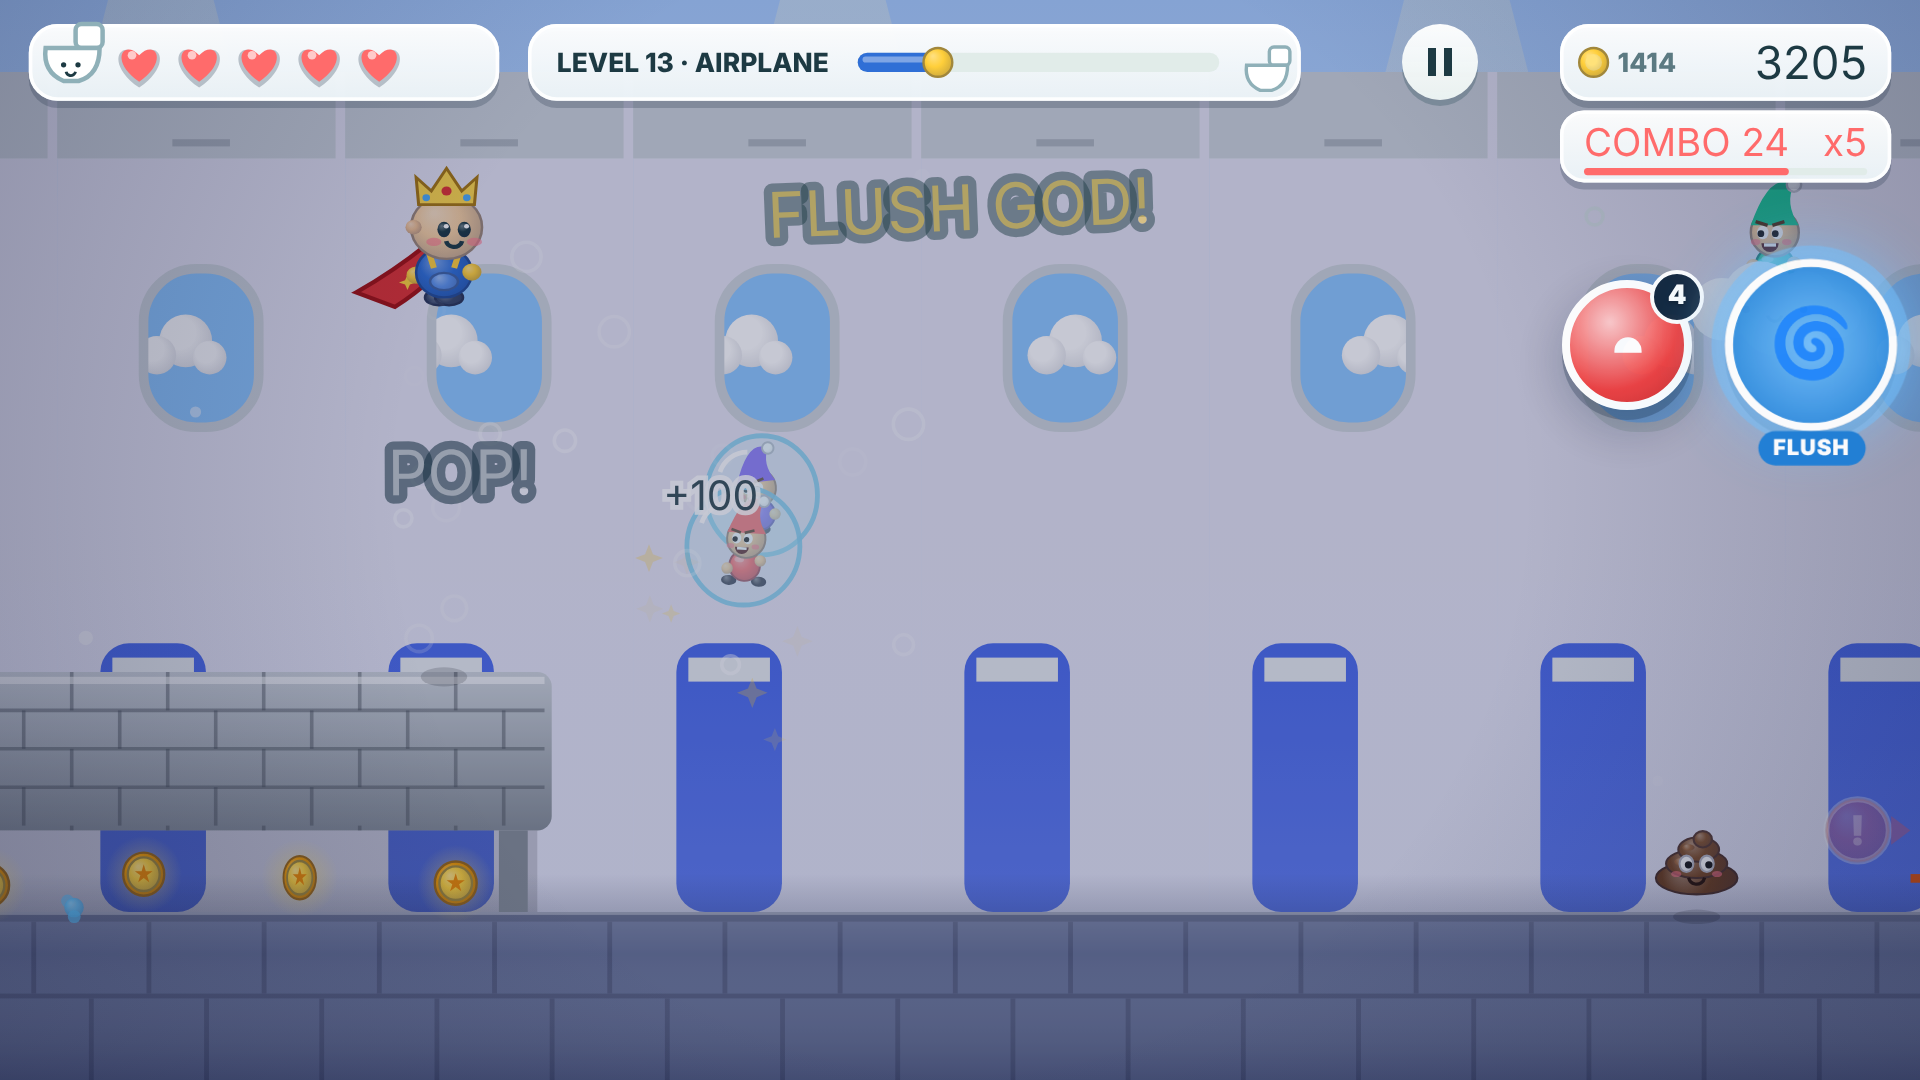 LEVEL 13 · AIRPLANE
1414
3205
COMBO 24 x5
FLUSH GOD!
4
FLUSH
POP!
+100
!